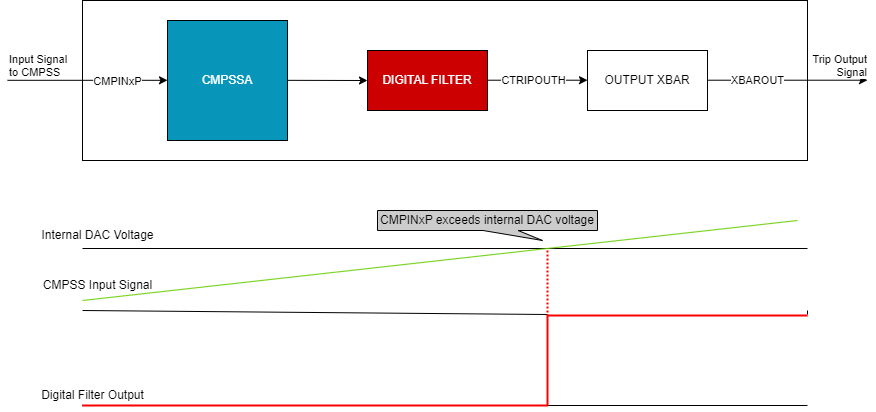 Input Signal
to CMPSS
CMPINxP
CMPSSA
DIGITAL FILTER
CTRIPOUTH
OUTPUT XBAR
XBAROUT
Trip Output
Signal
CMPINxP exceeds internal DAC voltage
Internal DAC Voltage
CMPSS Input Signal
Digital Filter Output